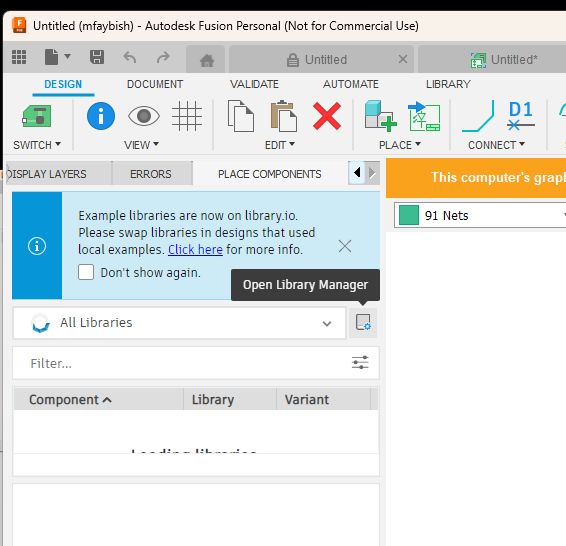 Untitled (mfaybish) - Autodesk Fusion Personal (Not for Commercial Use)
Untitled
Untitled*
DESIGN DOCUMENT VALIDATE AUTOMATE LIBRARY
D1
SWITCH VIEW EDIT PLACE CONNECT
DISPLAY LAYERS ERRORS PLACE COMPONENTS
This computer's graph
91 Nets
Example libraries are now on library.io.
Please swap libraries in designs that used
local examples. Click here for more info.
Don't show again.
Open Library Manager
All Libraries
Filter...
Component Library Variant
Loading libraries